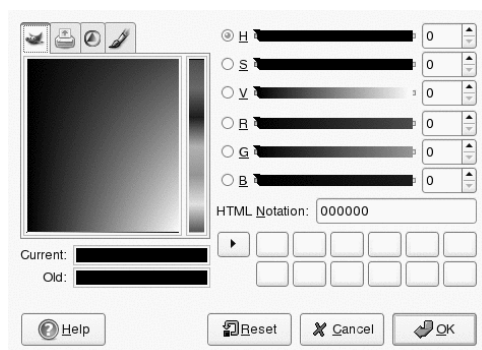 H 0
S 0
V 0
R 0
G 0
B 0
HTML Notation: 000000
Current:
Old:
Help Reset Cancel OK